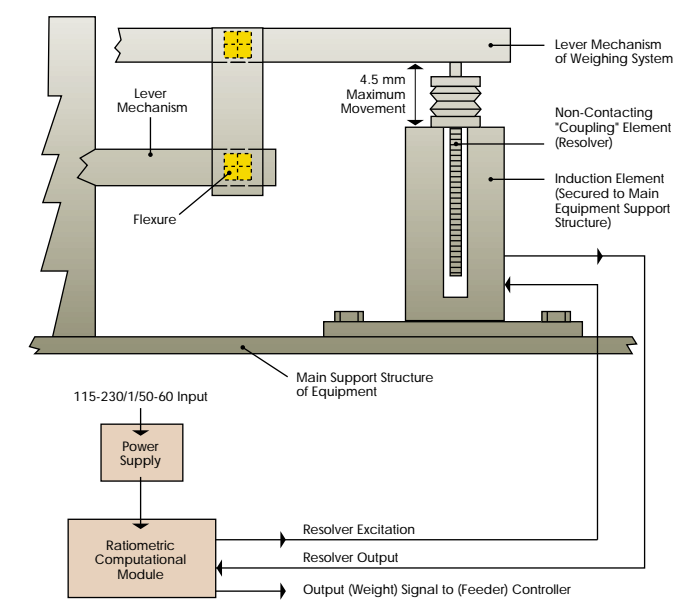 Lever Mechanism
of Weighing System
4.5 mm
Maximum
Movement
Lever
Mechanism
Non-Contacting
"Coupling" Element
(Resolver)
Induction Element
(Secured to Main
Equipment Support
Structure)
Flexure
Main Support Structure
of Equipment
115-230/1/50-60 Input
Power
Supply
Ratiometric
Computational
Module
Resolver Excitation
Resolver Output
Output (Weight) Signal to (Feeder) Controller